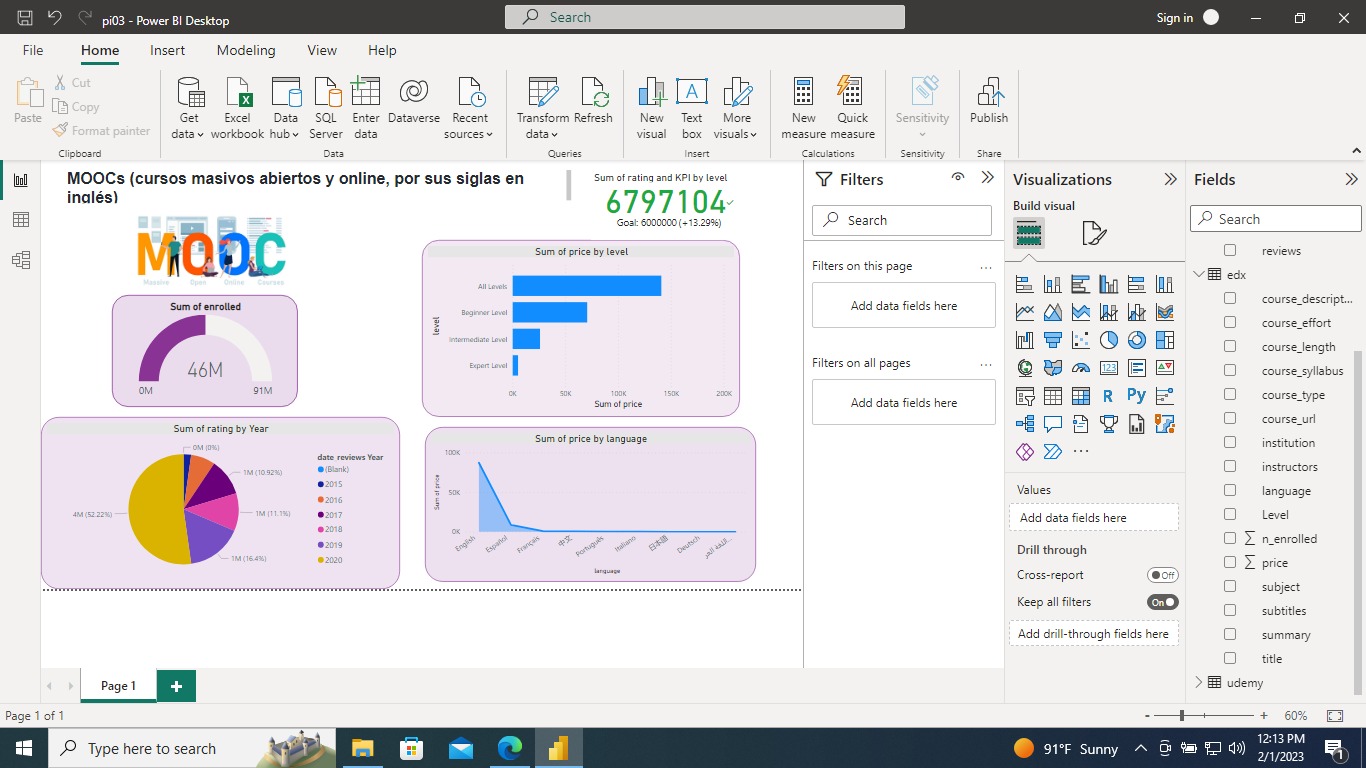 pi03 - Power BI Desktop
Search
Sign in
File
Home
Insert
Modeling
View
Help
Paste
Cut
Copy
Format painter
Clipboard
Get data
Excel workbook
Data hub
SQL Server
Enter data
Dataverse
Recent sources
Data
Transform data
Refresh
Queries
New visual
Text box
More visuals
Insert
New measure
Quick measure
Calculations
Sensitivity
Sensitivity
Publish
Share
MOOCs (cursos masivos abiertos y online, por sus siglas en
inglés)
MOOC
Massive Open Online Courses
Sum of rating and KPI by level
6797104
Goal: 6000000 (+13.29%)
Sum of enrolled
46M
0M
91M
Sum of price by level
level
All Levels
Beginner Level
Intermediate Level
Expert Level
0K 50K 100K 150K 200K
Sum of price
Sum of rating by Year
0M (0%)
1M (10.92%)
1M (11.1%)
1M (16.4%)
4M (52.22%)
date_reviews Year
(Blank)
2015
2016
2017
2018
2019
2020
Sum of price by language
Sum of price
100K
50K
0K
English
Español
Français
中文
Português
Italiano
日本語
Deutsch
language
Filters
Search
Filters on this page
Add data fields here
Filters on all pages
Add data fields here
Visualizations
Build visual
123
R
Py
Values
Add data fields here
Drill through
Cross-report
Off
Keep all filters
On
Add drill-through fields here
Fields
Search
reviews
edx
course_descript...
course_effort
course_length
course_syllabus
course_type
course_url
institution
instructors
language
Level
n_enrolled
price
subject
subtitles
summary
title
udemy
Page 1
Page 1 of 1
60%
Type here to search
91°F Sunny
12:13 PM
2/1/2023
1